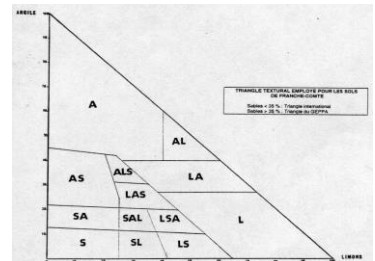 ARGILE
TRIANGLE TEXTURAL EMPLOYE POUR LES SOLS
DE FRANCHE-COMTE
Sables < 35 % : Triangle international
Sables > 35 % : Triangle du GEPPA
A
AL
ALS
AS
LA
LAS
SA
SAL
LSA
L
S
SL
LS
LIMONS